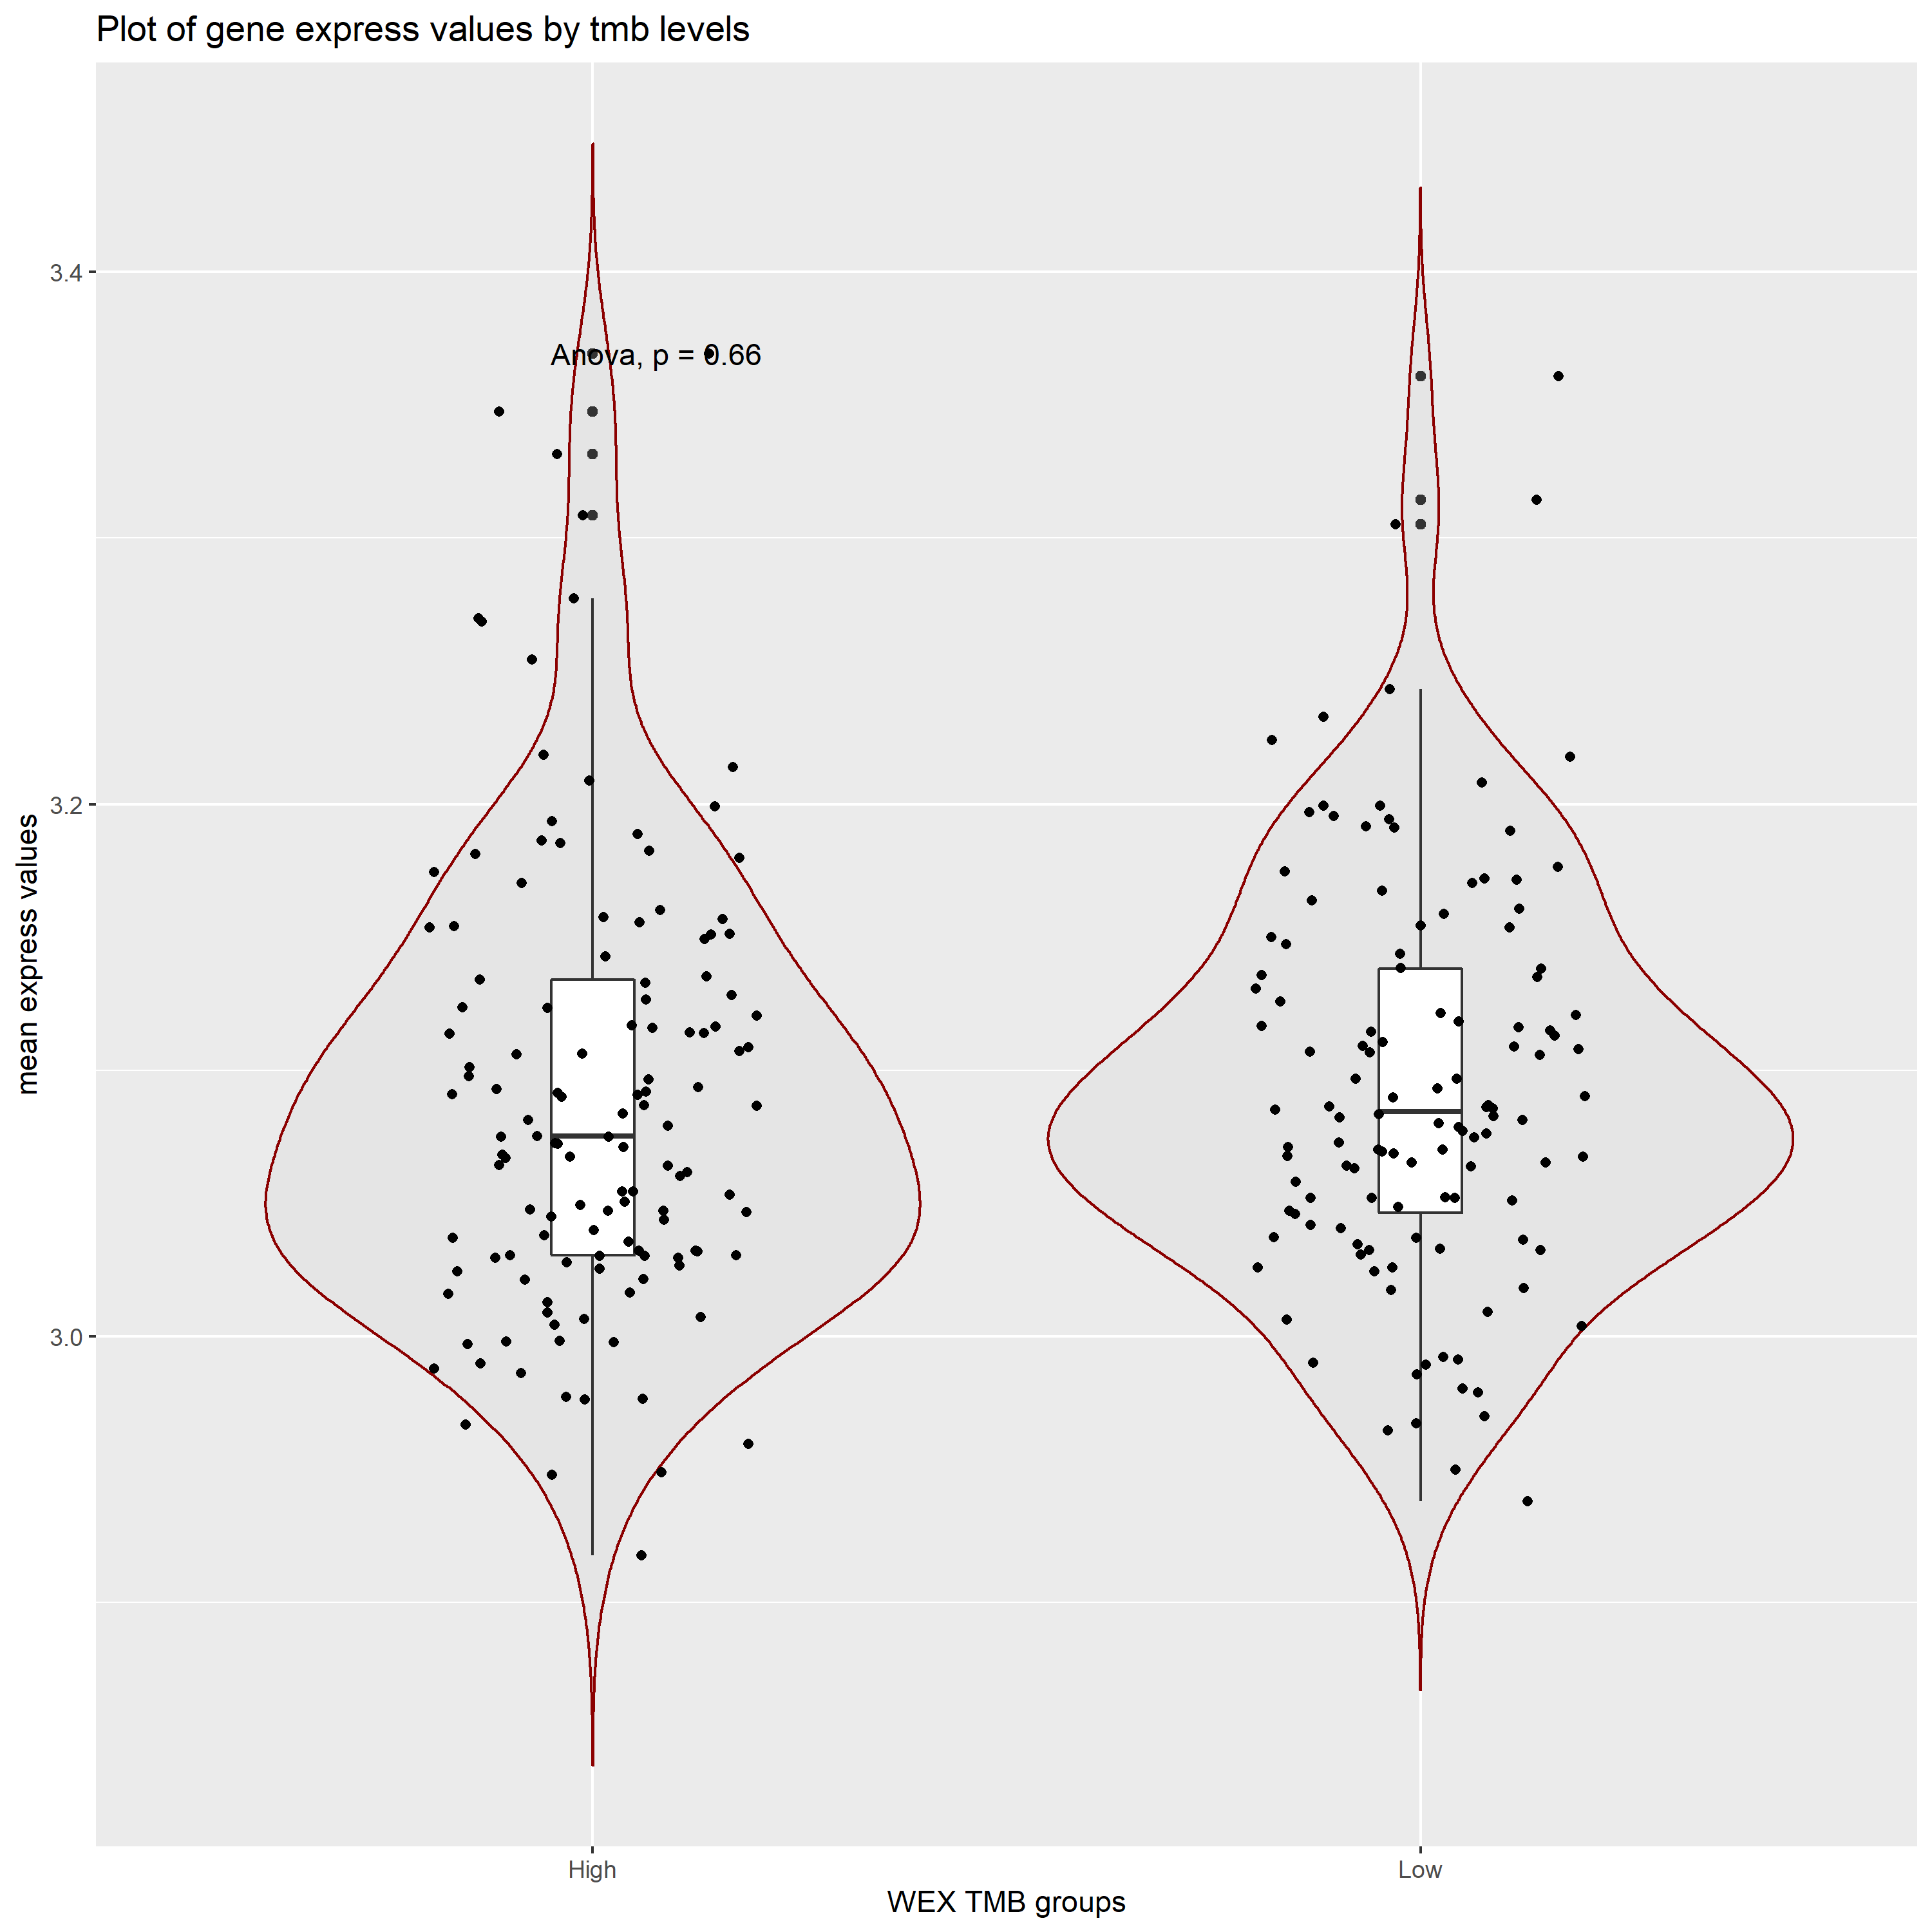 Plot of gene express values by tmb levels
3.4
Anova, p = 0.66
3.2
mean express values
3.0
High
Low
WEX TMB groups